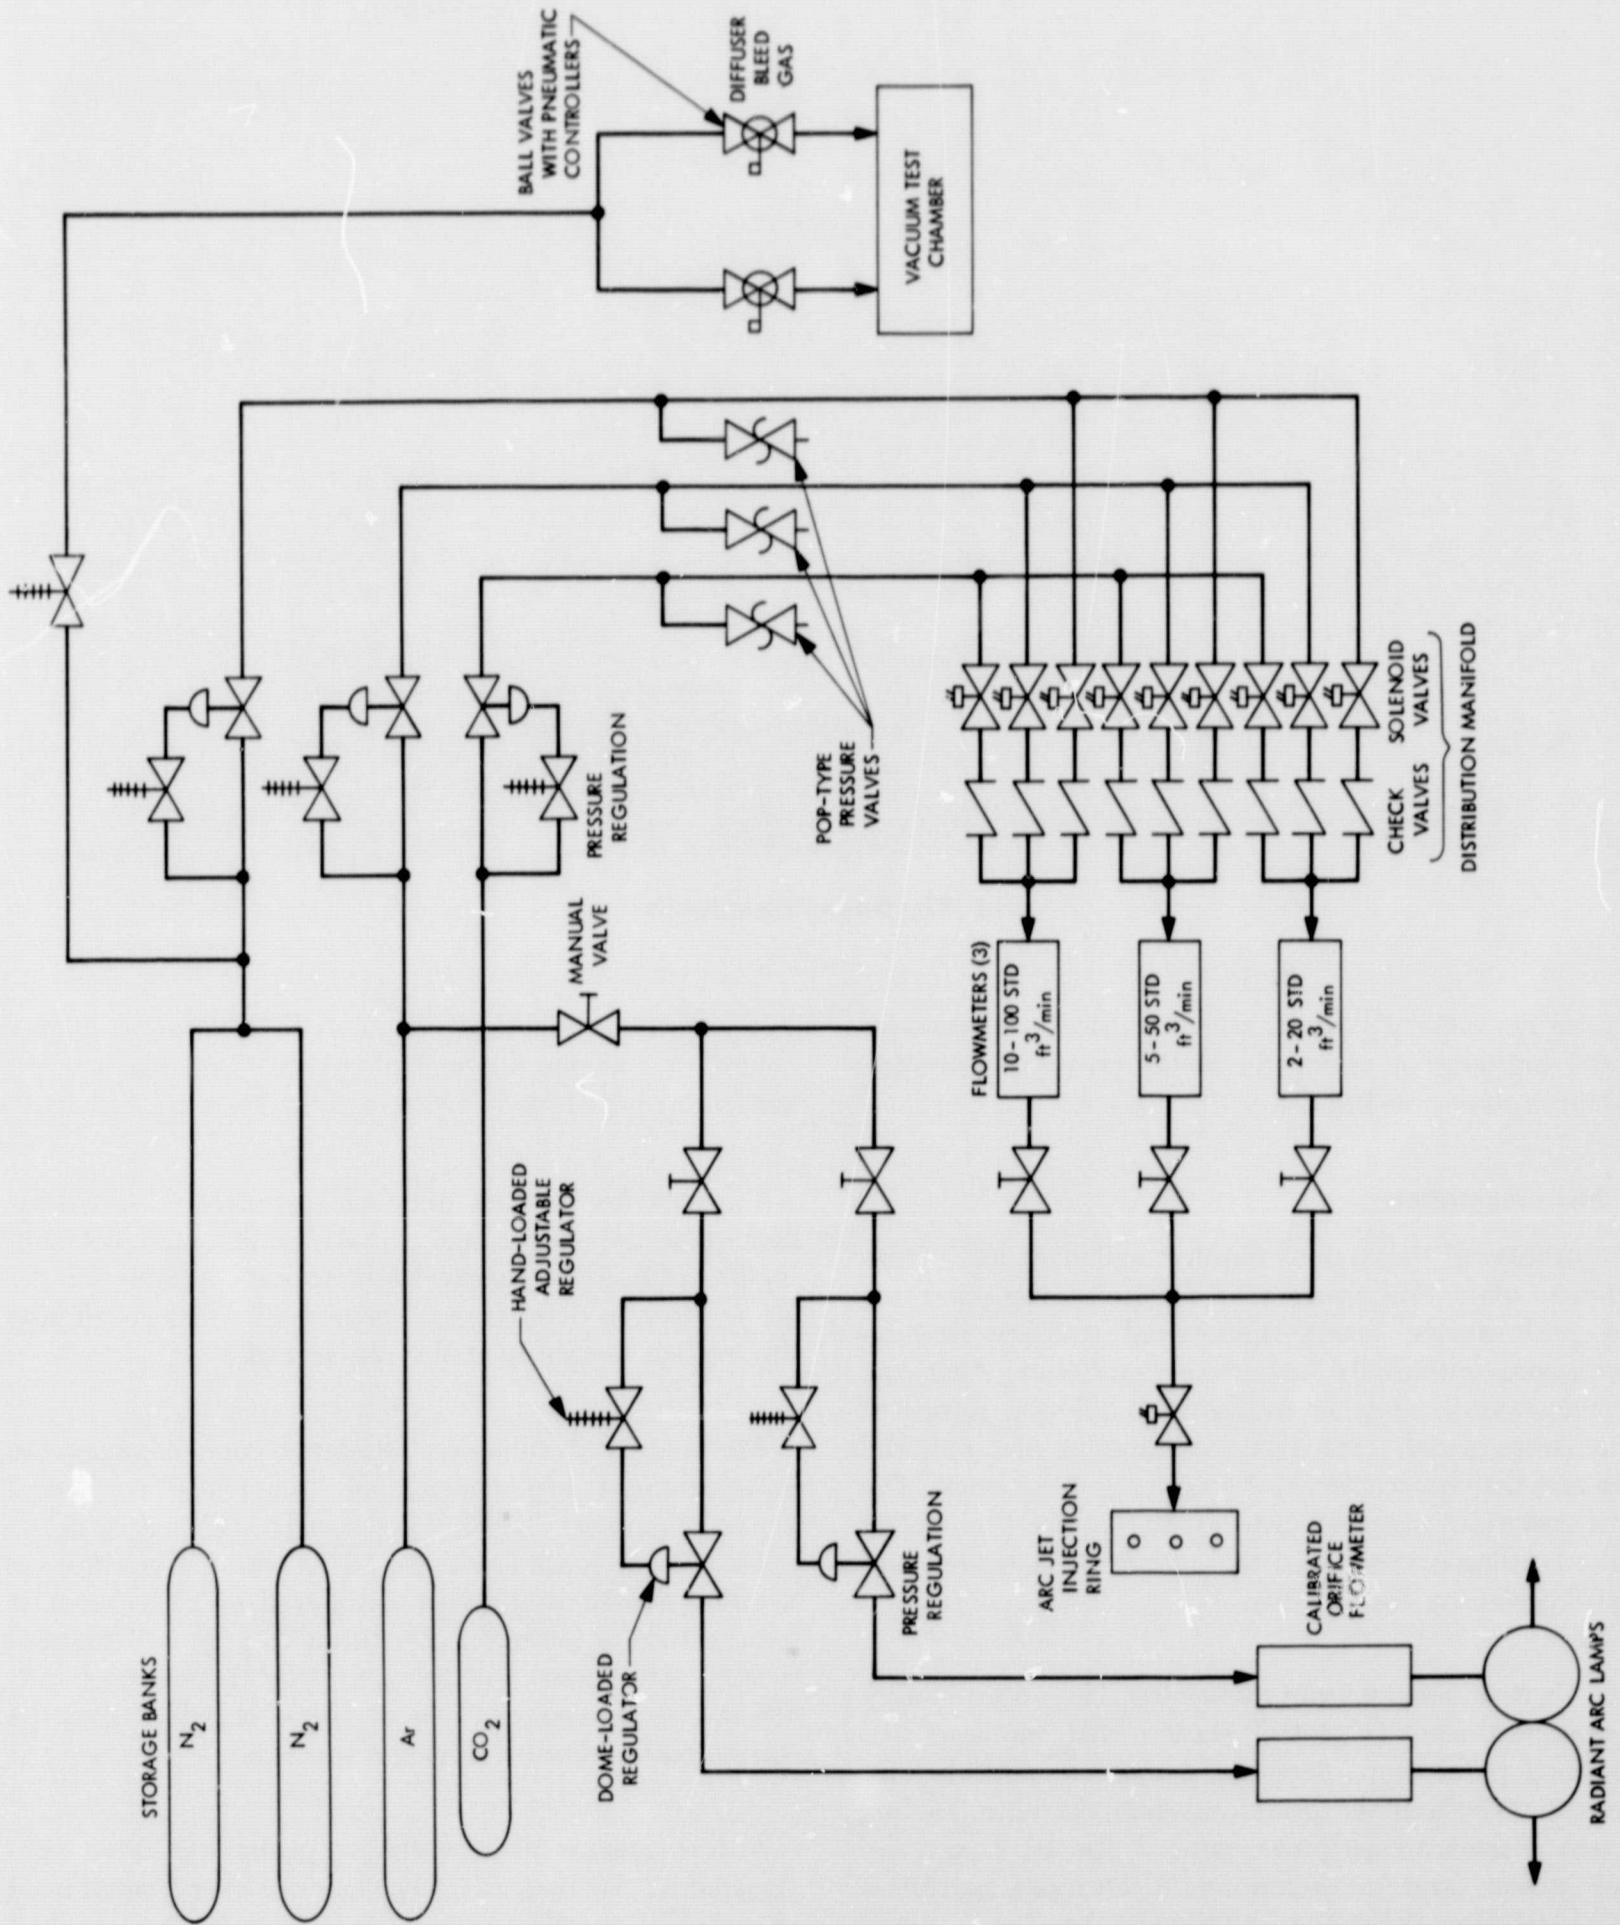 STORAGE BANKS
N2
N2
Ar
CO2
HAND-LOADED
ADJUSTABLE
REGULATOR
DOME-LOADED
REGULATOR
MANUAL
VALVE
PRESSURE
REGULATION
PRESSURE
REGULATION
BALL VALVES
WITH PNEUMATIC
CONTROLLERS
DIFFUSER
BLEED
GAS
VACUUM TEST
CHAMBER
POP-TYPE
PRESSURE
VALVES
FLOWMETERS (3)
10-100 STD
ft3/min
5-50 STD
ft3/min
2-20 STD
ft3/min
CHECK
VALVES
SOLENOID
VALVES
DISTRIBUTION MANIFOLD
ARC JET
INJECTION
RING
CALIBRATED
ORIFICE
FLOWMETER
RADIANT ARC LAMPS